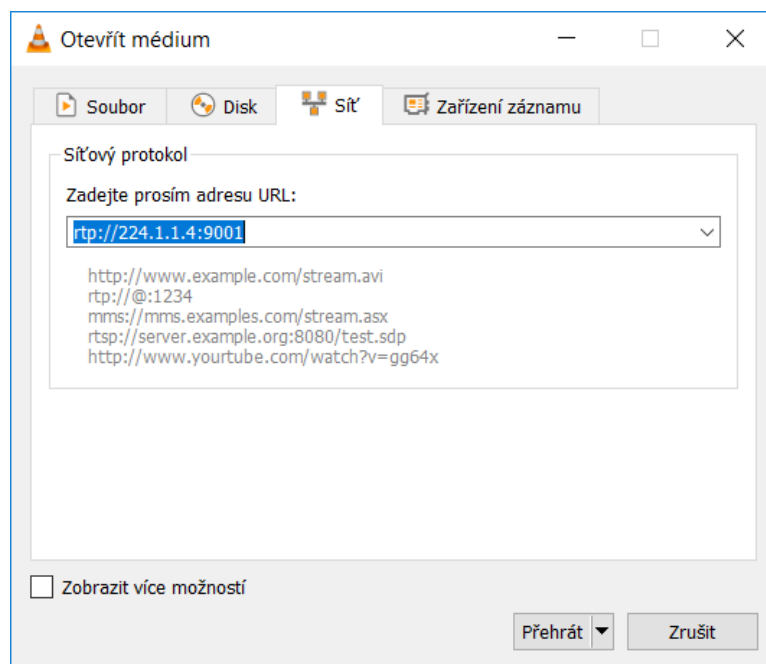 Otevřít médium
Soubor Disk Síť Zařízení záznamu
Síťový protokol
Zadejte prosím adresu URL:
rtp://224.1.1.4:9001
http://www.example.com/stream.avi
rtp://@:1234
mms://mms.examples.com/stream.asx
rtsp://server.example.org:8080/test.sdp
http://www.yourtube.com/watch?v=gg64x
Zobrazit více možností
Přehrát Zrušit